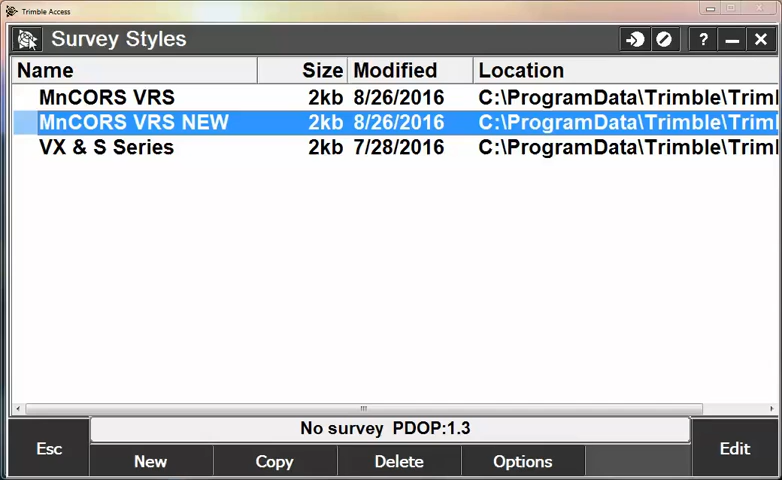 Trimble Access
Survey Styles
?
Name Size Modified Location
MnCORS VRS 2kb 8/26/2016 C:\ProgramData\Trimble\Triml
MnCORS VRS NEW 2kb 8/26/2016 C:\ProgramData\Trimble\Triml
VX & S Series 2kb 7/28/2016 C:\ProgramData\Trimble\Triml
No survey PDOP:1.3
Esc New Copy Delete Options Edit